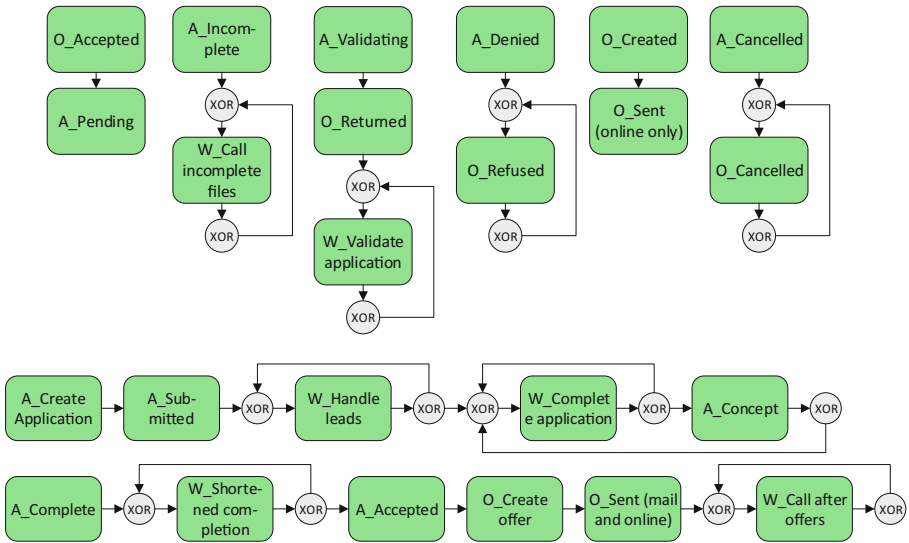 O_Accepted
A_Pending
A_Incom-
plete
XOR
W_Call
incomplete
files
XOR
A_Validating
O_Returned
XOR
W_Validate
application
XOR
A_Denied
XOR
O_Refused
XOR
O_Created
O_Sent
(online only)
A_Cancelled
XOR
O_Cancelled
XOR
A_Create
Application
A_Sub-
mitted
XOR
W_Handle
leads
XOR
XOR
W_Complet
e application
XOR
A_Concept
XOR
A_Complete
XOR
W_Shorte-
ned com-
pletion
XOR
A_Accepted
O_Create
offer
O_Sent (mail
and online)
XOR
W_Call after
offers
XOR